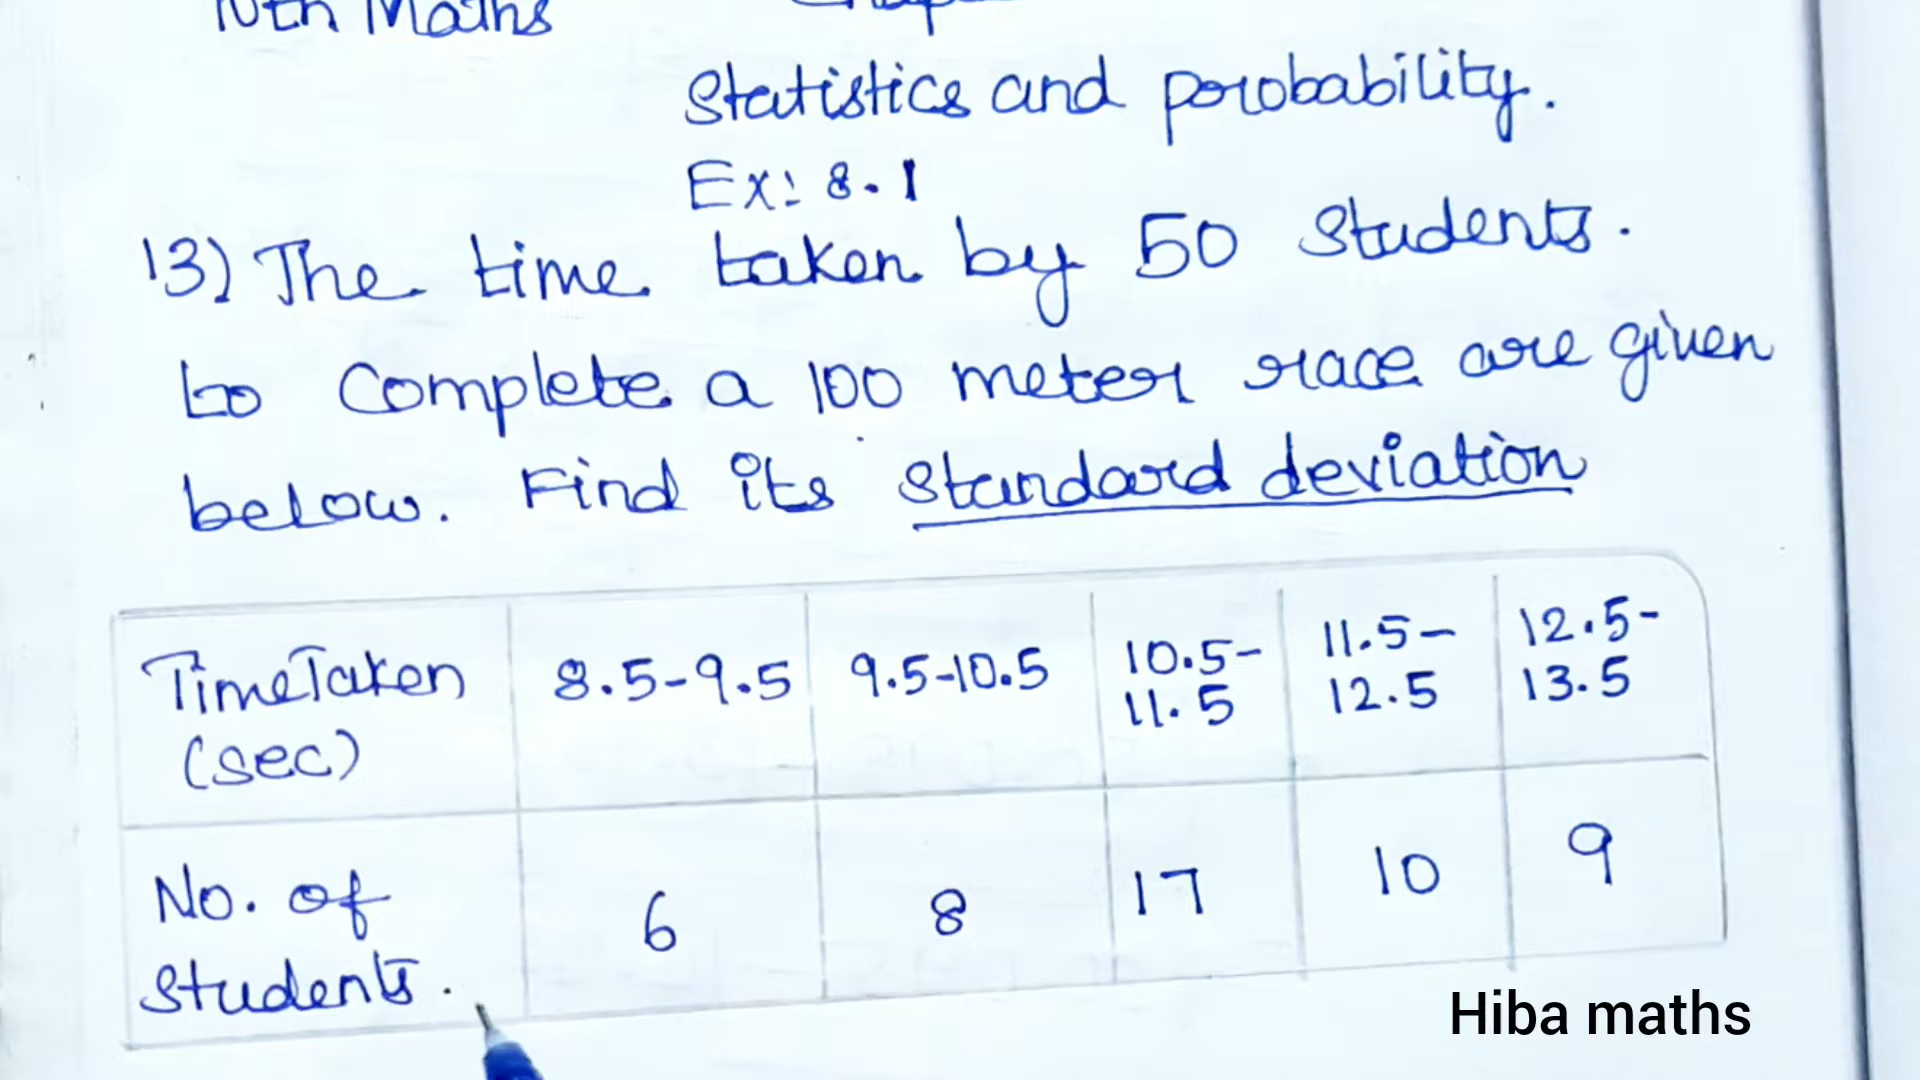 10th Maths
Statistics and probability.
Ex: 8.1
13) The time taken by 50 students.
to complete a 100 meter race are given
below. Find its standard deviation
Time Taken (sec) 8.5-9.5 9.5-10.5 10.5-11.5 11.5-12.5 12.5-13.5
No. of students. 6 8 17 10 9
Hiba maths